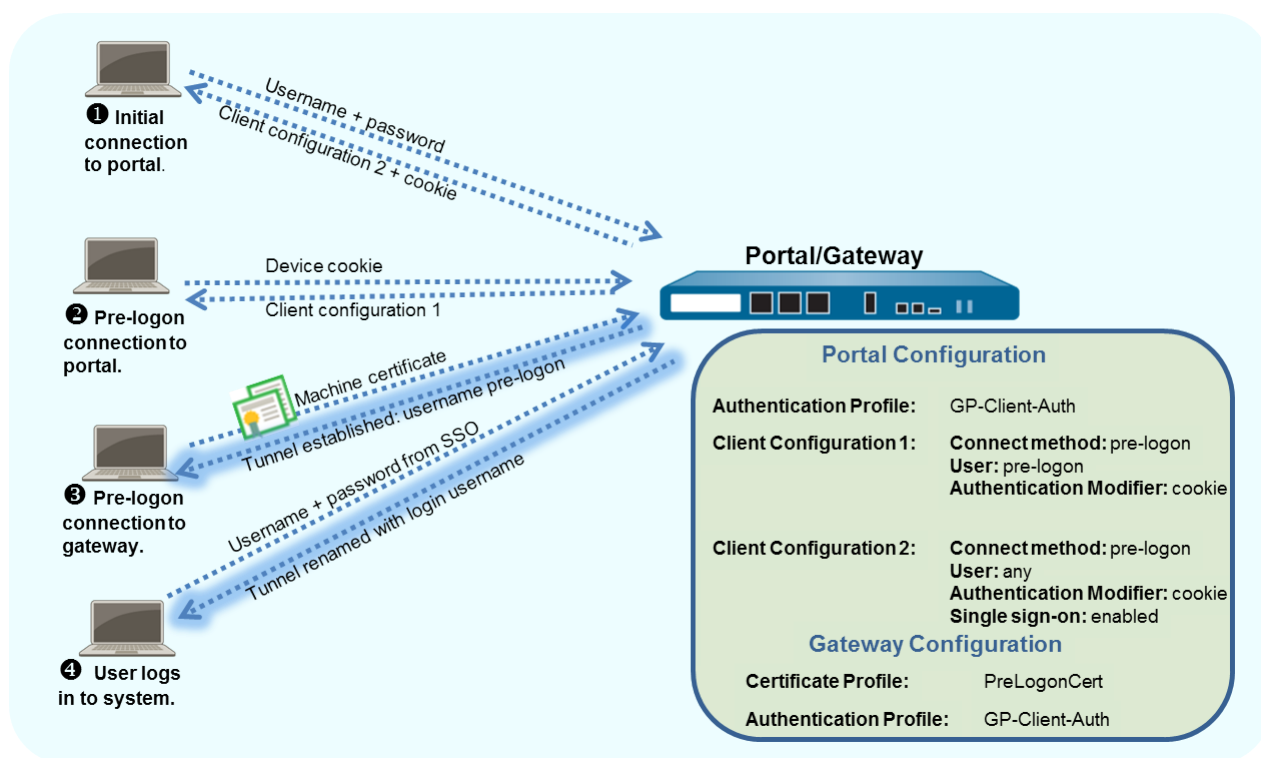 ❶ Initial
connection
to portal.
Username + password
Client configuration 2 + cookie
❷ Pre-logon
connection to
portal.
Device cookie
Client configuration 1
❸ Pre-logon
connection to
gateway.
Machine certificate
Tunnel established: username pre-logon
❹ User logs
in to system.
Username + password from SSO
Tunnel renamed with login username
Portal/Gateway
Portal Configuration
Authentication Profile: GP-Client-Auth
Client Configuration 1: Connect method: pre-logon
User: pre-logon
Authentication Modifier: cookie
Client Configuration 2: Connect method: pre-logon
User: any
Authentication Modifier: cookie
Single sign-on: enabled
Gateway Configuration
Certificate Profile: PreLogonCert
Authentication Profile: GP-Client-Auth